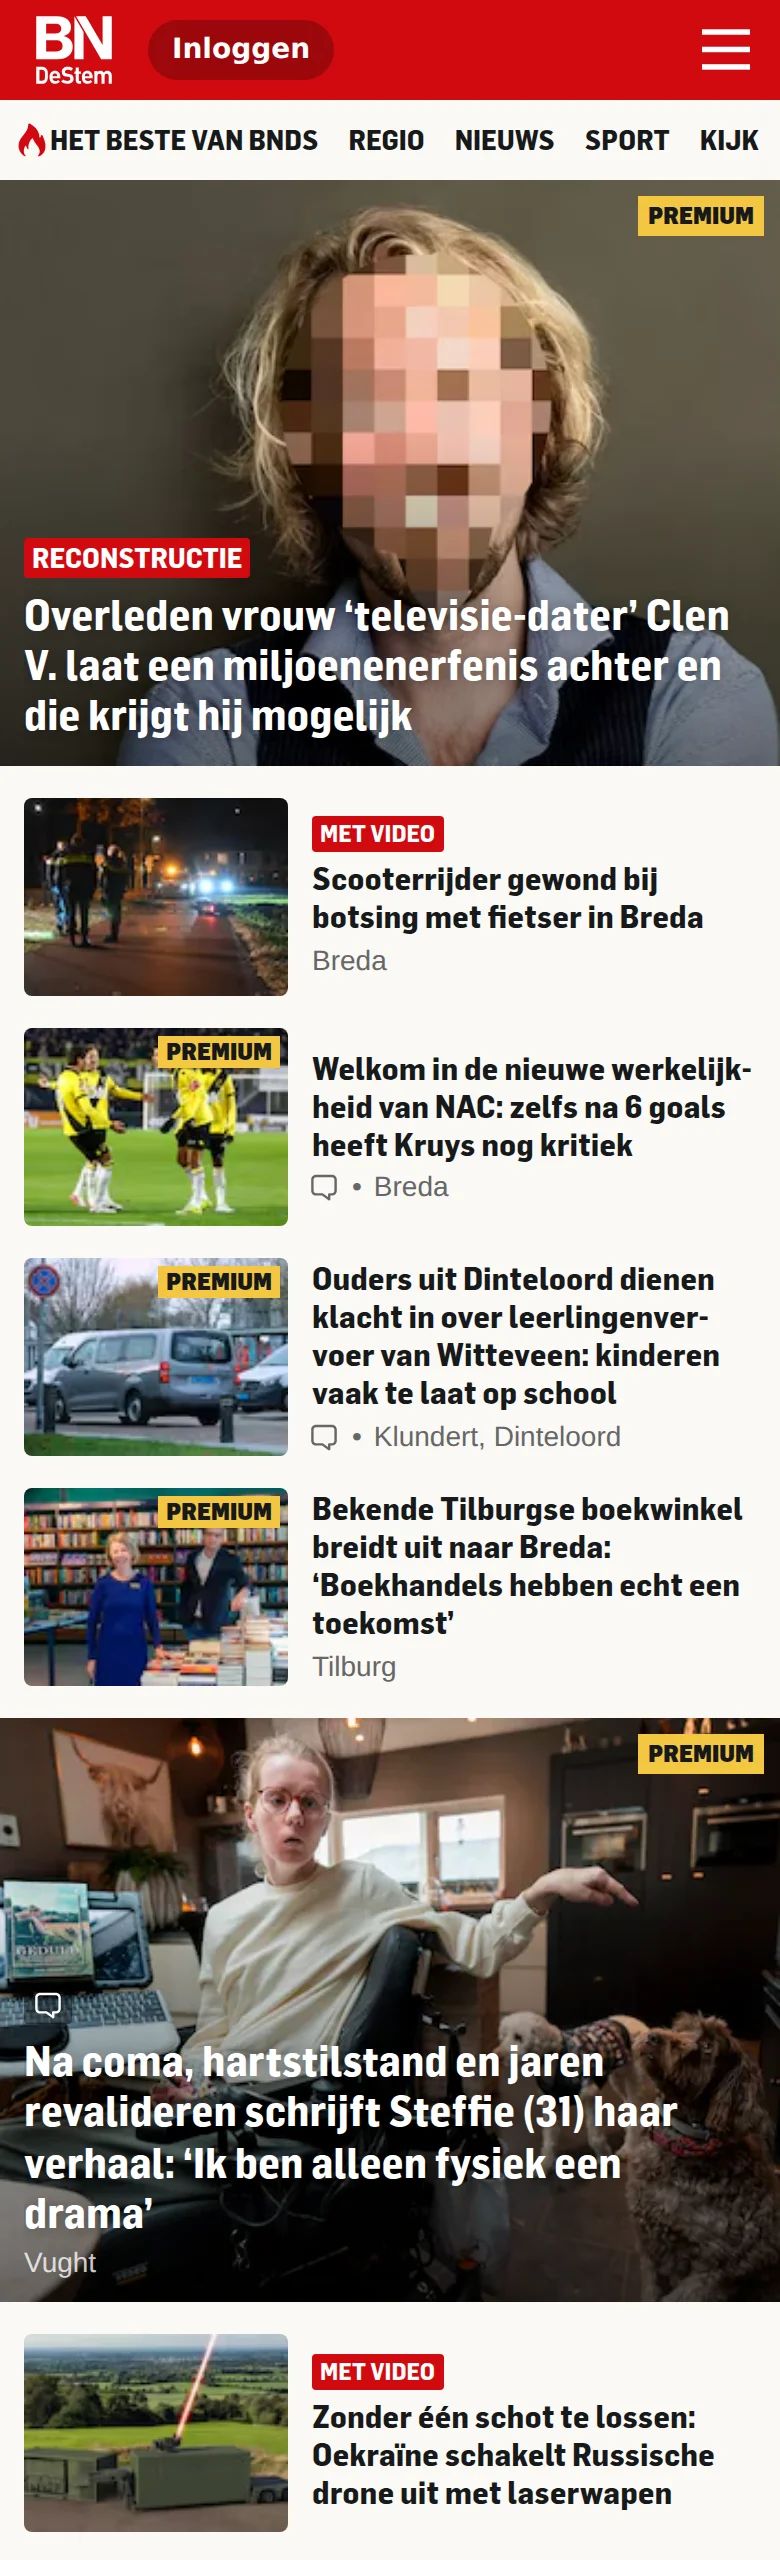 BN
DeStem
Inloggen
HET BESTE VAN BNDS REGIO NIEUWS SPORT KIJK
PREMIUM
RECONSTRUCTIE
Overleden vrouw ‘televisie-dater’ Clen
V. laat een miljoenenerfenis achter en
die krijgt hij mogelijk
MET VIDEO
Scooterrijder gewond bij
botsing met fietser in Breda
Breda
PREMIUM
Welkom in de nieuwe werkelijk-
heid van NAC: zelfs na 6 goals
heeft Kruys nog kritiek
• Breda
PREMIUM
Ouders uit Dinteloord dienen
klacht in over leerlingenver-
voer van Witteveen: kinderen
vaak te laat op school
• Klundert, Dinteloord
PREMIUM
Bekende Tilburgse boekwinkel
breidt uit naar Breda:
‘Boekhandels hebben echt een
toekomst’
Tilburg
PREMIUM
GEDULD
Na coma, hartstilstand en jaren
revalideren schrijft Steffie (31) haar
verhaal: ‘Ik ben alleen fysiek een
drama’
Vught
MET VIDEO
Zonder één schot te lossen:
Oekraïne schakelt Russische
drone uit met laserwapen